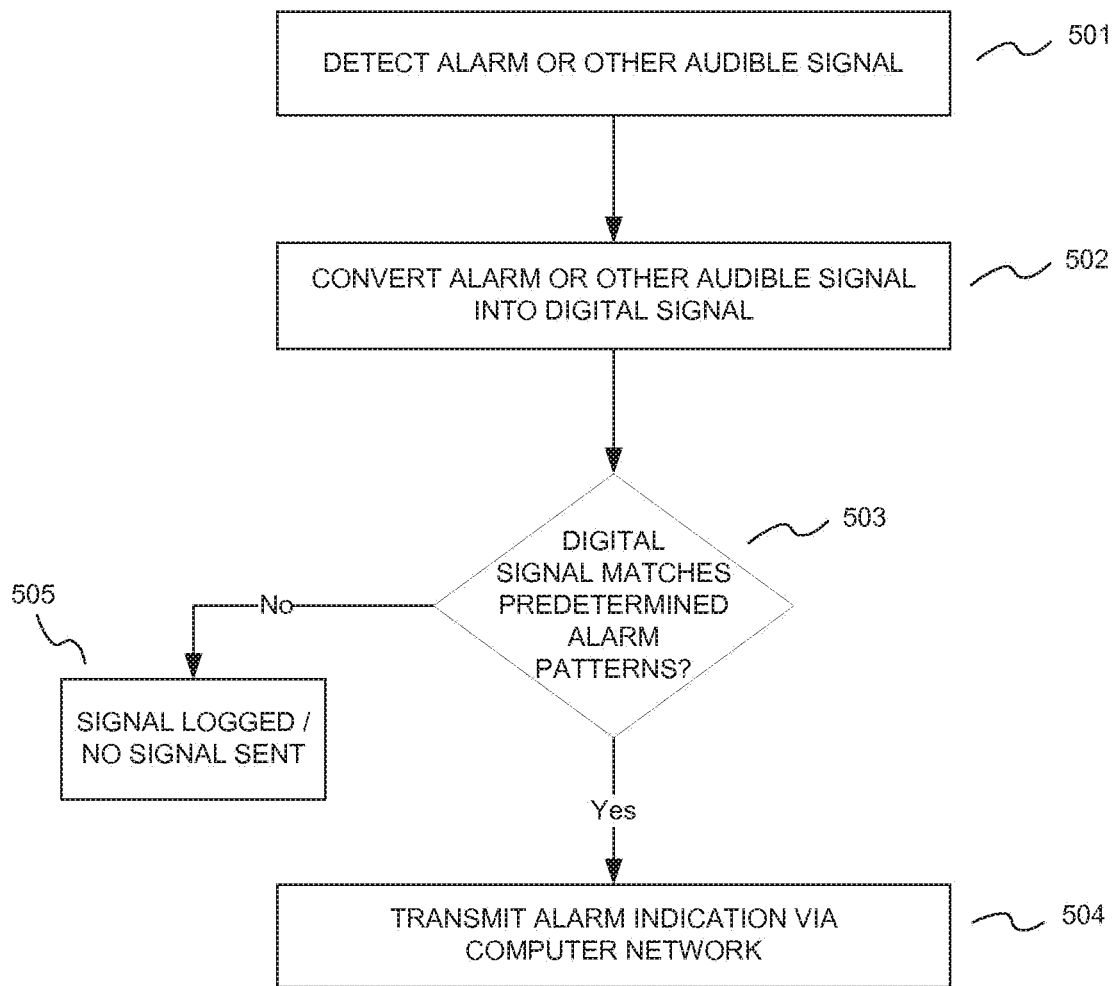 DETECT ALARM OR OTHER AUDIBLE SIGNAL
501
CONVERT ALARM OR OTHER AUDIBLE SIGNAL
INTO DIGITAL SIGNAL
502
DIGITAL
SIGNAL MATCHES
PREDETERMINED
ALARM
PATTERNS?
503
No
505
SIGNAL LOGGED /
NO SIGNAL SENT
Yes
TRANSMIT ALARM INDICATION VIA
COMPUTER NETWORK
504